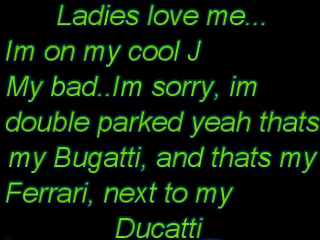 Ladies love me...
Im on my cool J
My bad..Im sorry, im
double parked yeah thats
my Bugatti, and thats my
Ferrari, next to my
Ducatti